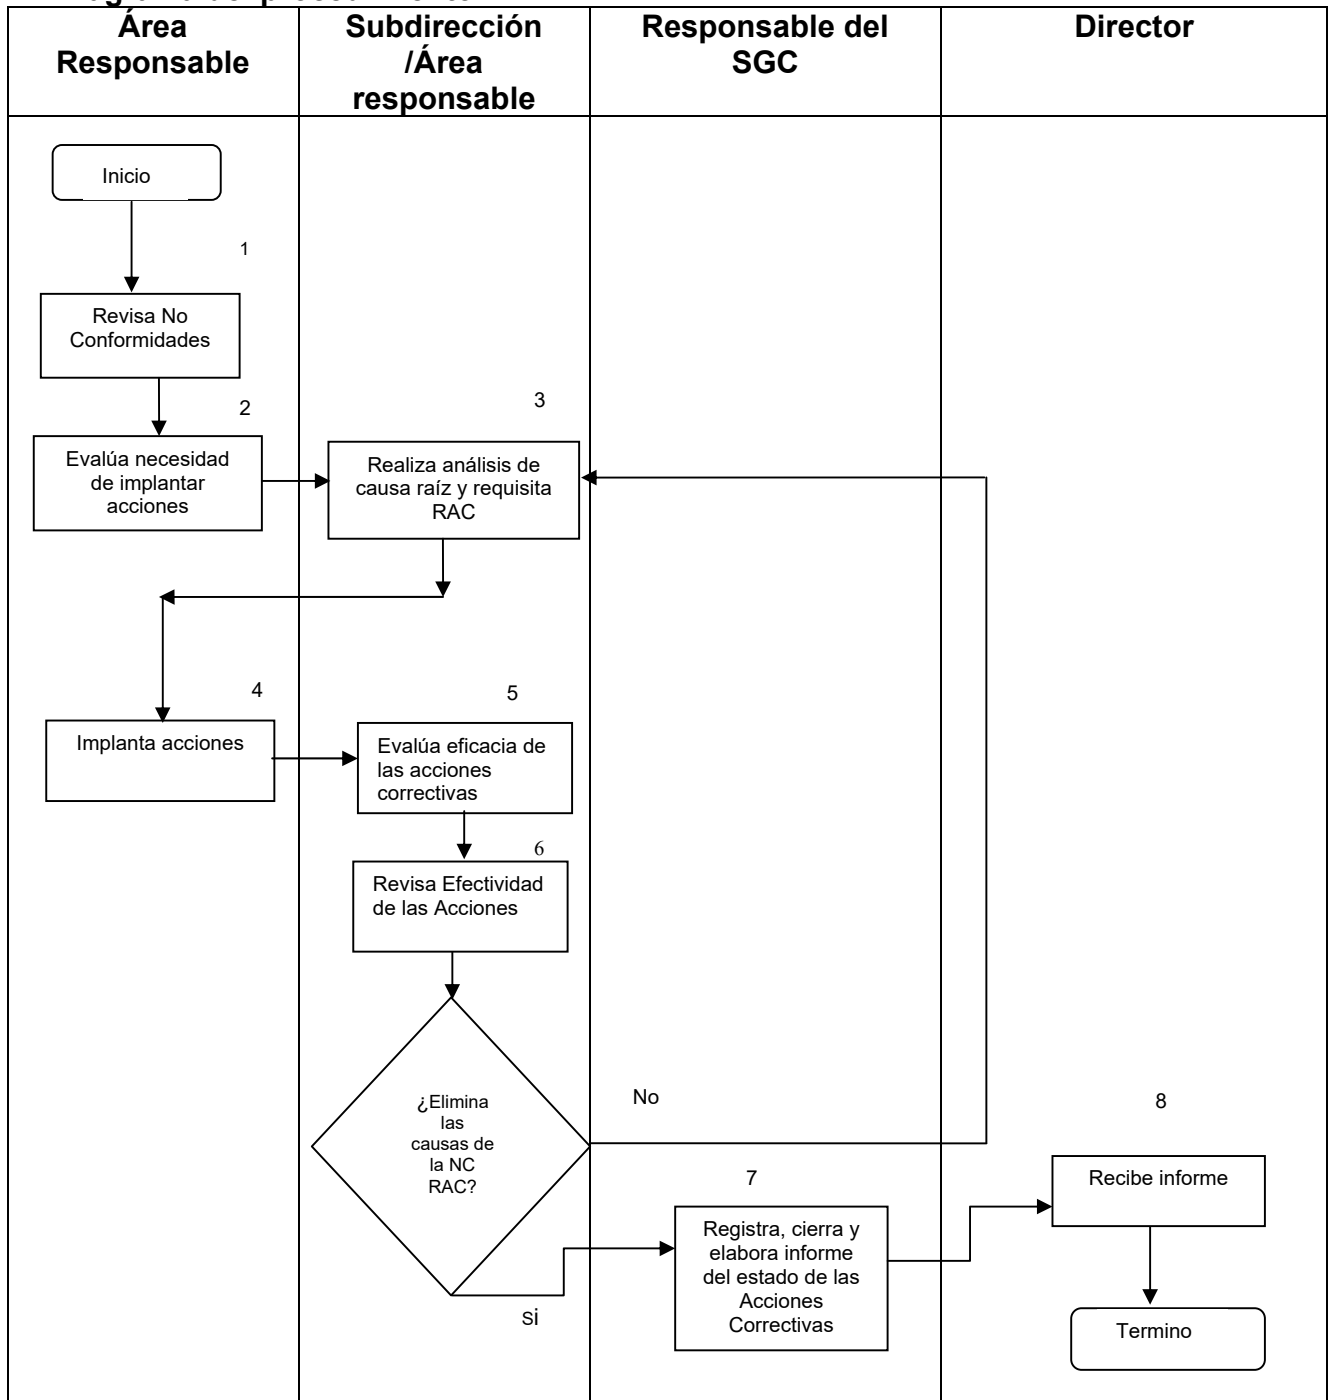 Área
Responsable
Subdirección
/Área
responsable
Responsable del
SGC
Director
Inicio
1
Revisa No
Conformidades
2
Evalúa necesidad
de implantar
acciones
3
Realiza análisis de
causa raíz y requisita
RAC
4
Implanta acciones
5
Evalúa eficacia de
las acciones
correctivas
6
Revisa Efectividad
de las Acciones
¿Elimina
las
causas de
la NC
RAC?
No
si
7
Registra, cierra y
elabora informe
del estado de las
Acciones
Correctivas
8
Recibe informe
Termino